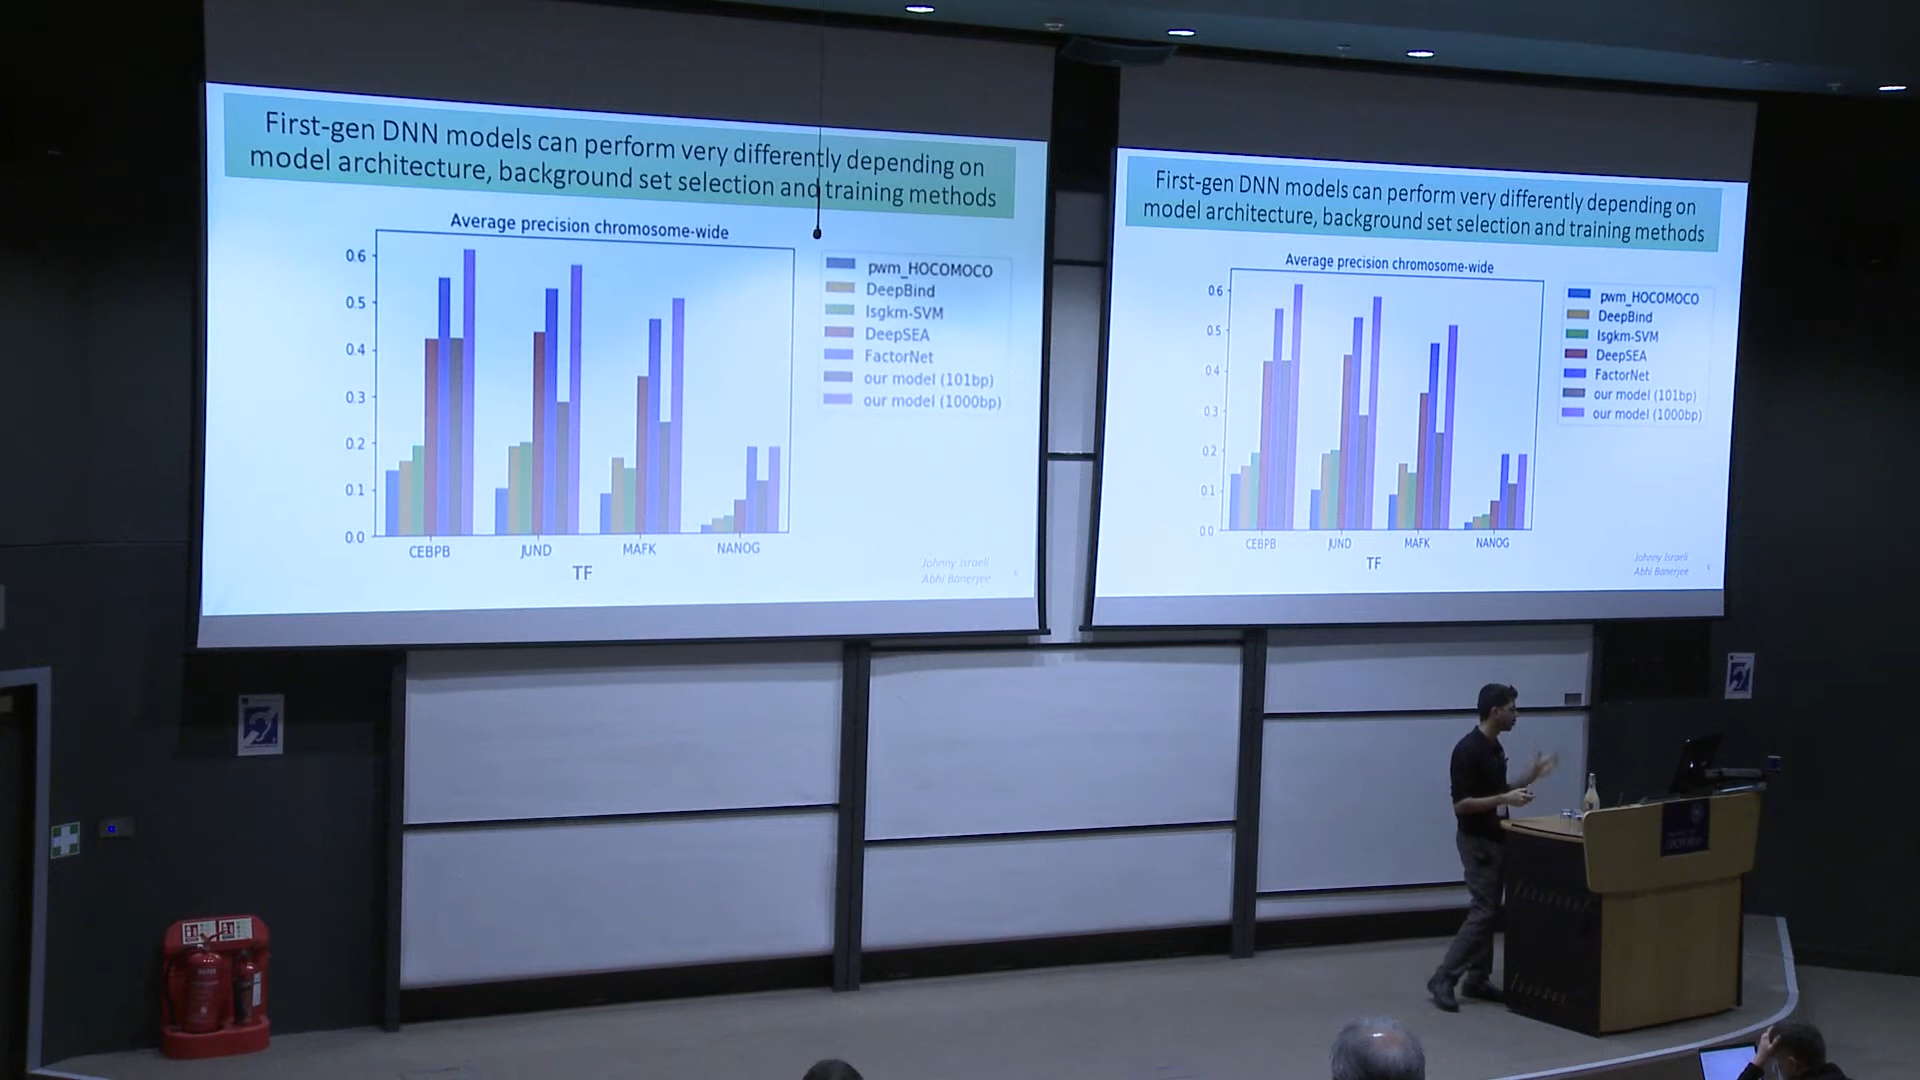 First-gen DNN models can perform very differently depending on
model architecture, background set selection and training methods
Average precision chromosome-wide
0.6
0.5
0.4
0.3
0.2
0.1
0.0
CEBPB
JUND
MAFK
NANOG
TF
pwm_HOCOMOCO
DeepBind
lsgkm-SVM
DeepSEA
FactorNet
our model (101bp)
our model (1000bp)
Johnny Israeli
Abhi Banerjee
First-gen DNN models can perform very differently depending on
model architecture, background set selection and training methods
Average precision chromosome-wide
0.6
0.5
0.4
0.3
0.2
0.1
0.0
CEBPB
JUND
MAFK
NANOG
TF
pwm_HOCOMOCO
DeepBind
lsgkm-SVM
DeepSEA
FactorNet
our model (101bp)
our model (1000bp)
Johnny Israeli
Abhi Banerjee
OXFORD